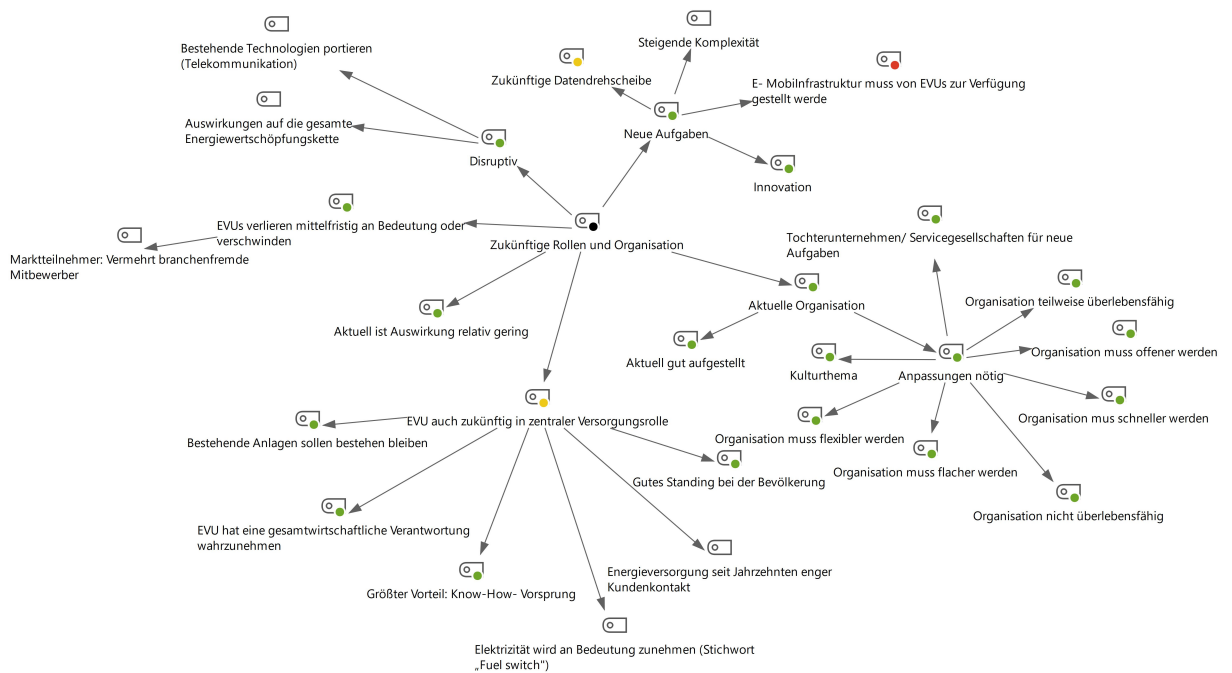 Steigende Komplexität
Bestehende Technologien portieren
(Telekommunikation)
Zukünftige Datendrehscheibe
E- MobiInfrastruktur muss von EVUs zur Verfügung
gestellt werde
Auswirkungen auf die gesamte
Energiewertschöpfungskette
Neue Aufgaben
Disruptiv
Innovation
EVUs verlieren mittelfristig an Bedeutung oder
verschwinden
Marktteilnehmer: Vermehrt branchenfremde
Mitbewerber
Zukünftige Rollen und Organisation
Tochterunternehmen/ Servicegesellschaften für neue
Aufgaben
Aktuelle Organisation
Organisation teilweise überlebensfähig
Aktuell ist Auswirkung relativ gering
Organisation muss offener werden
Aktuell gut aufgestellt
Kulturthema
Anpassungen nötig
Organisation mus schneller werden
EVU auch zukünftig in zentraler Versorgungsrolle
Bestehende Anlagen sollen bestehen bleiben
Organisation muss flexibler werden
Organisation muss flacher werden
Gutes Standing bei der Bevölkerung
Organisation nicht überlebensfähig
EVU hat eine gesamtwirtschaftliche Verantwortung
wahrzunehmen
Energieversorgung seit Jahrzehnten enger
Kundenkontakt
Größter Vorteil: Know-How- Vorsprung
Elektrizität wird an Bedeutung zunehmen (Stichwort
„Fuel switch")